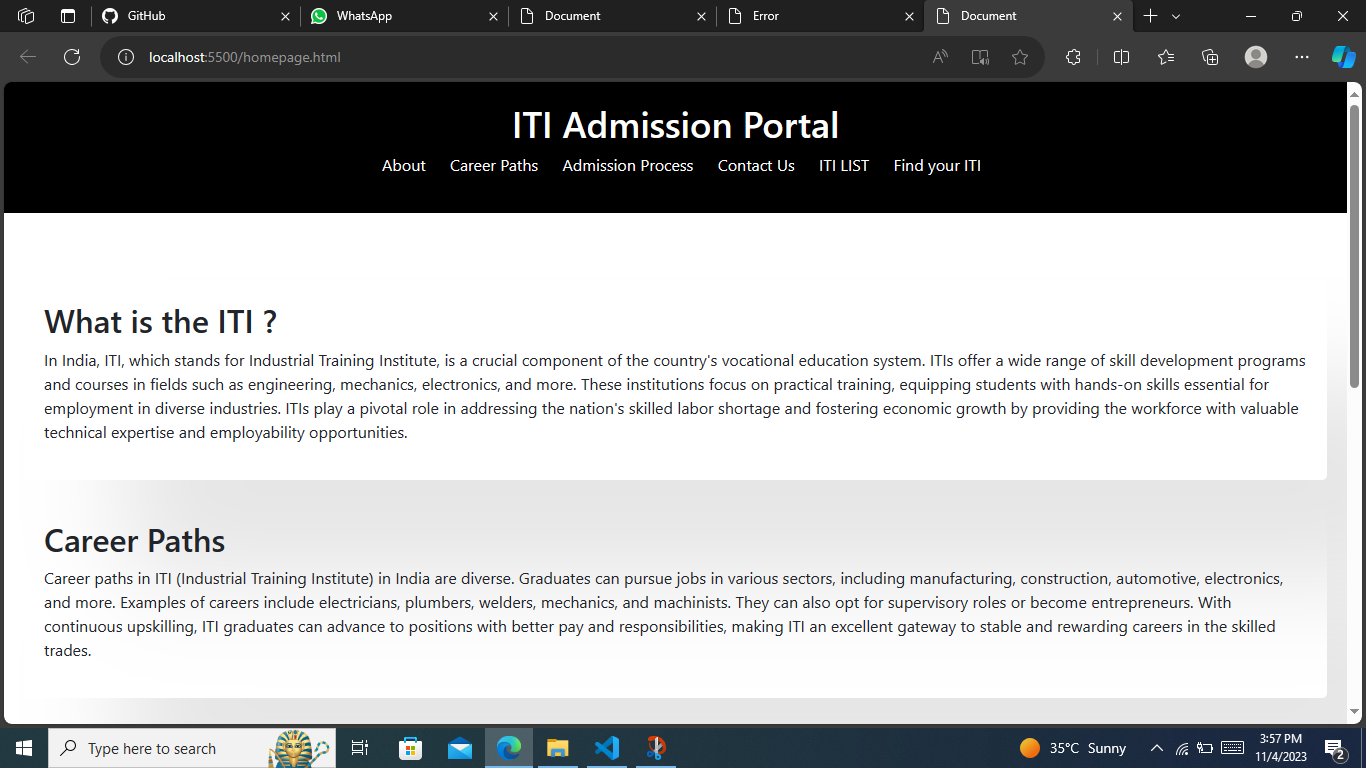 GitHub
WhatsApp
Document
Error
Document
localhost:5500/homepage.html
ITI Admission Portal
About Career Paths Admission Process Contact Us ITI LIST Find your ITI
What is the ITI ?
In India, ITI, which stands for Industrial Training Institute, is a crucial component of the country's vocational education system. ITIs offer a wide range of skill development programs
and courses in fields such as engineering, mechanics, electronics, and more. These institutions focus on practical training, equipping students with hands-on skills essential for
employment in diverse industries. ITIs play a pivotal role in addressing the nation's skilled labor shortage and fostering economic growth by providing the workforce with valuable
technical expertise and employability opportunities.
Career Paths
Career paths in ITI (Industrial Training Institute) in India are diverse. Graduates can pursue jobs in various sectors, including manufacturing, construction, automotive, electronics,
and more. Examples of careers include electricians, plumbers, welders, mechanics, and machinists. They can also opt for supervisory roles or become entrepreneurs. With
continuous upskilling, ITI graduates can advance to positions with better pay and responsibilities, making ITI an excellent gateway to stable and rewarding careers in the skilled
trades.
Type here to search
35°C Sunny
3:57 PM
11/4/2023
2